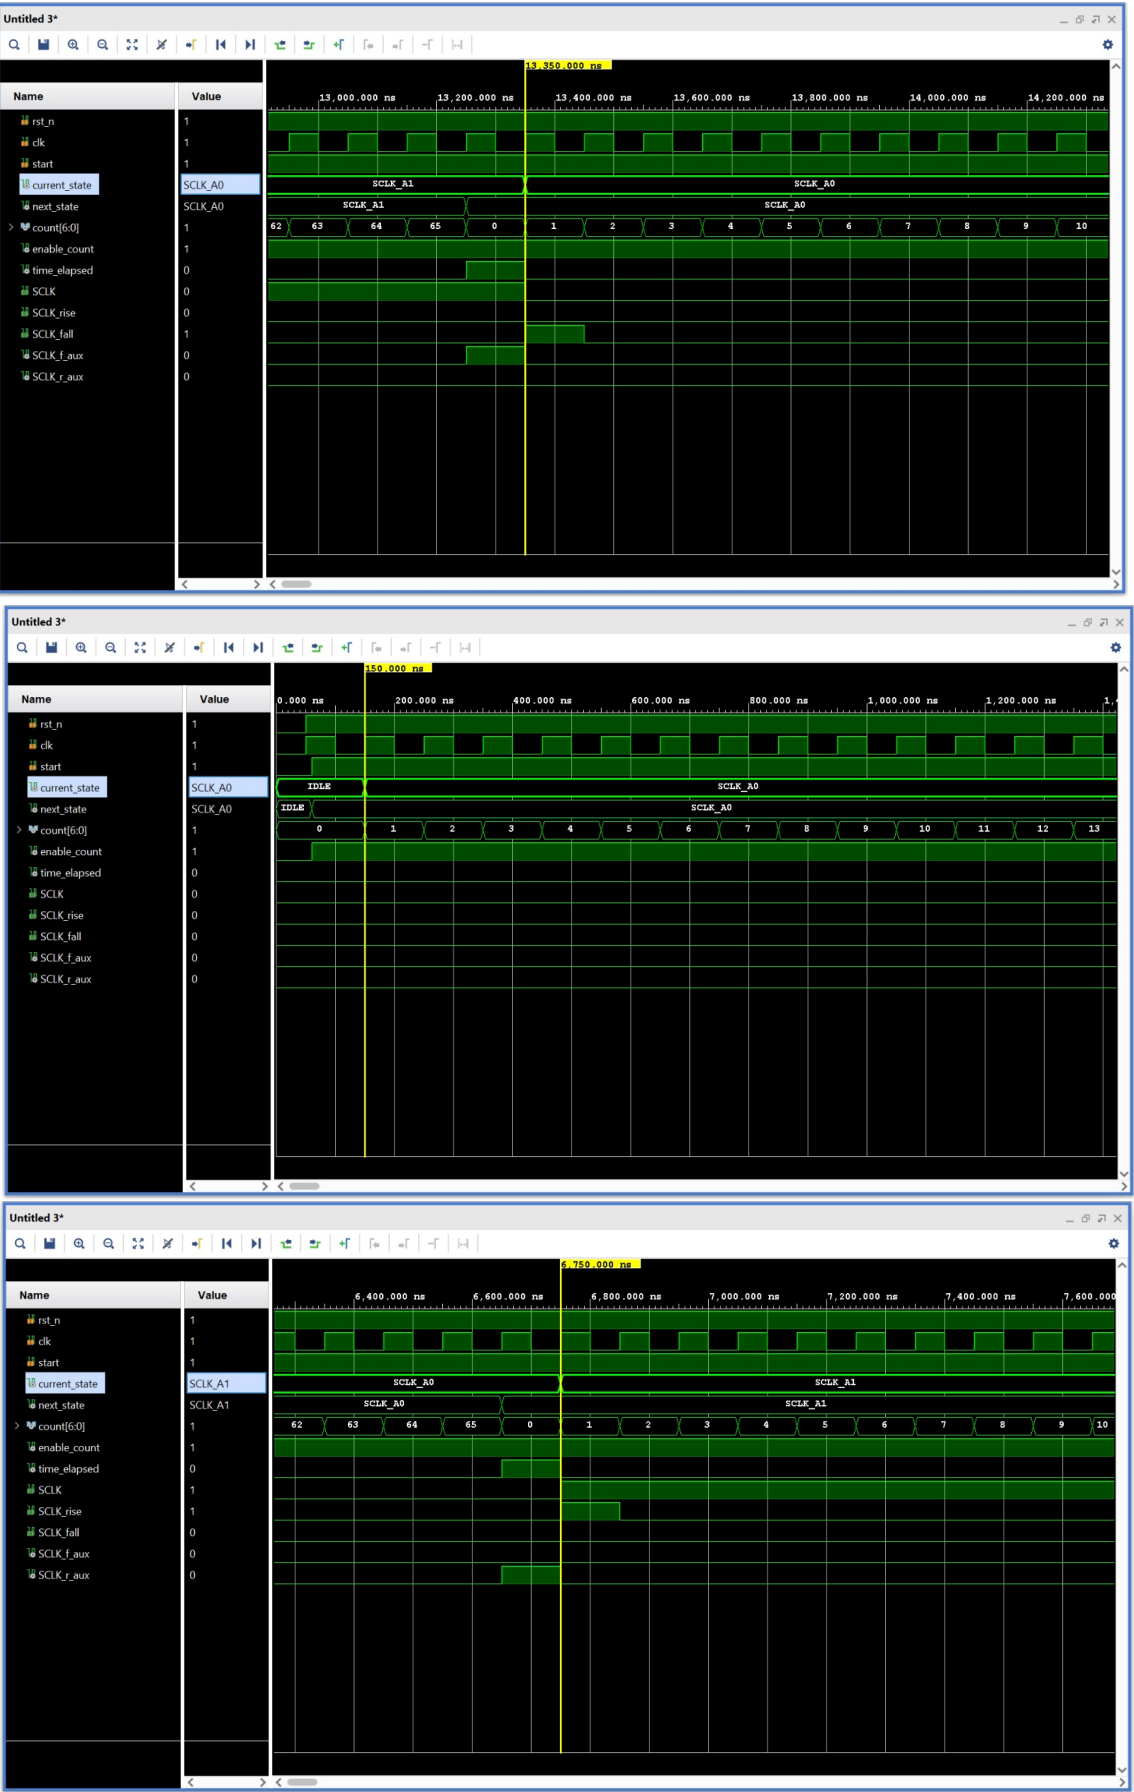 Untitled 3*
13,350.000 ns
Name Value 13,000.000 ns 13,200.000 ns 13,400.000 ns 13,600.000 ns 13,800.000 ns 14,000.000 ns 14,200.000 ns
rst_n 1
clk 1
start 1
current_state SCLK_A0 SCLK_A1 SCLK_A0
next_state SCLK_A0 SCLK_A1 SCLK_A0
count[6:0] 1 62 63 64 65 0 1 2 3 4 5 6 7 8 9 10
enable_count 1
time_elapsed 0
SCLK 0
SCLK_rise 0
SCLK_fall 1
SCLK_f_aux 0
SCLK_r_aux 0
Untitled 3*
150.000 ns
Name Value 0.000 ns 200.000 ns 400.000 ns 600.000 ns 800.000 ns 1,000.000 ns 1,200.000 ns 1,4
rst_n 1
clk 1
start 1
current_state SCLK_A0 IDLE SCLK_A0
next_state SCLK_A0 IDLE SCLK_A0
count[6:0] 1 0 1 2 3 4 5 6 7 8 9 10 11 12 13
enable_count 1
time_elapsed 0
SCLK 0
SCLK_rise 0
SCLK_fall 0
SCLK_f_aux 0
SCLK_r_aux 0
Untitled 3*
6,750.000 ns
Name Value 6,400.000 ns 6,600.000 ns 6,800.000 ns 7,000.000 ns 7,200.000 ns 7,400.000 ns 7,600.000
rst_n 1
clk 1
start 1
current_state SCLK_A1 SCLK_A0 SCLK_A1
next_state SCLK_A1 SCLK_A0 SCLK_A1
count[6:0] 1 62 63 64 65 0 1 2 3 4 5 6 7 8 9 10
enable_count 1
time_elapsed 0
SCLK 1
SCLK_rise 1
SCLK_fall 0
SCLK_f_aux 0
SCLK_r_aux 0